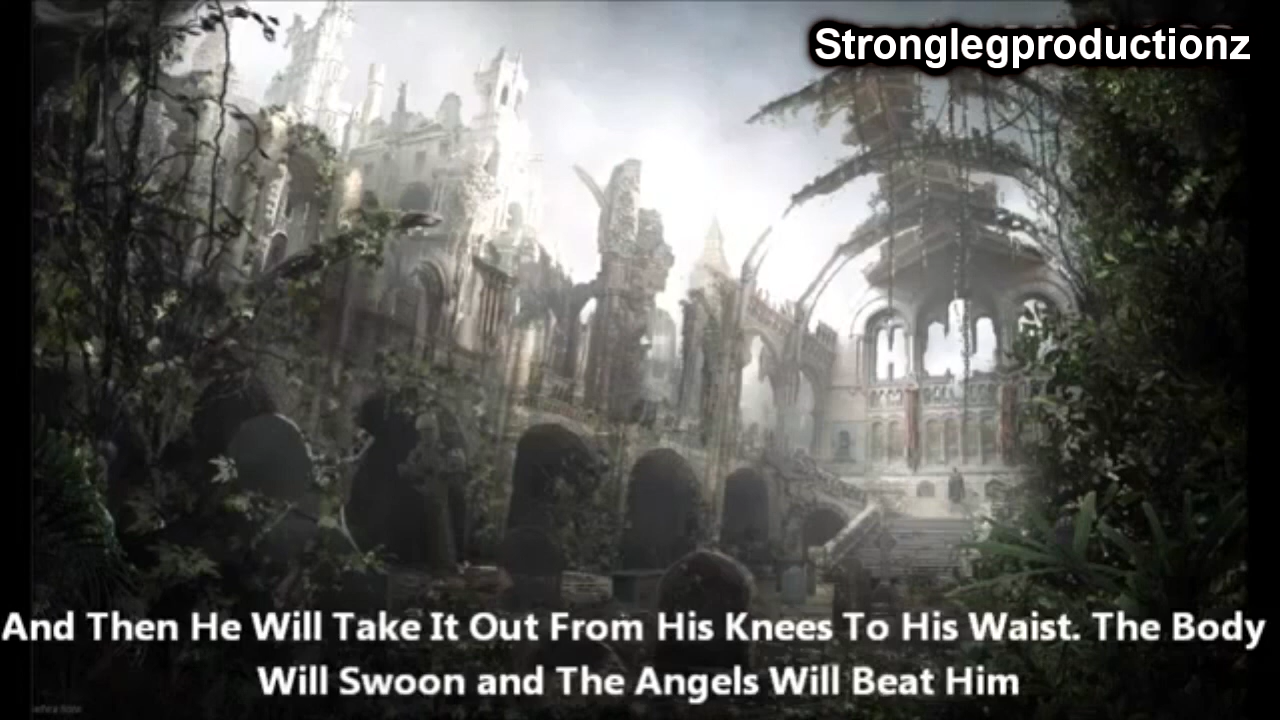 Stronglegproductionz
And Then He Will Take It Out From His Knees To His Waist. The Body
Will Swoon and The Angels Will Beat Him